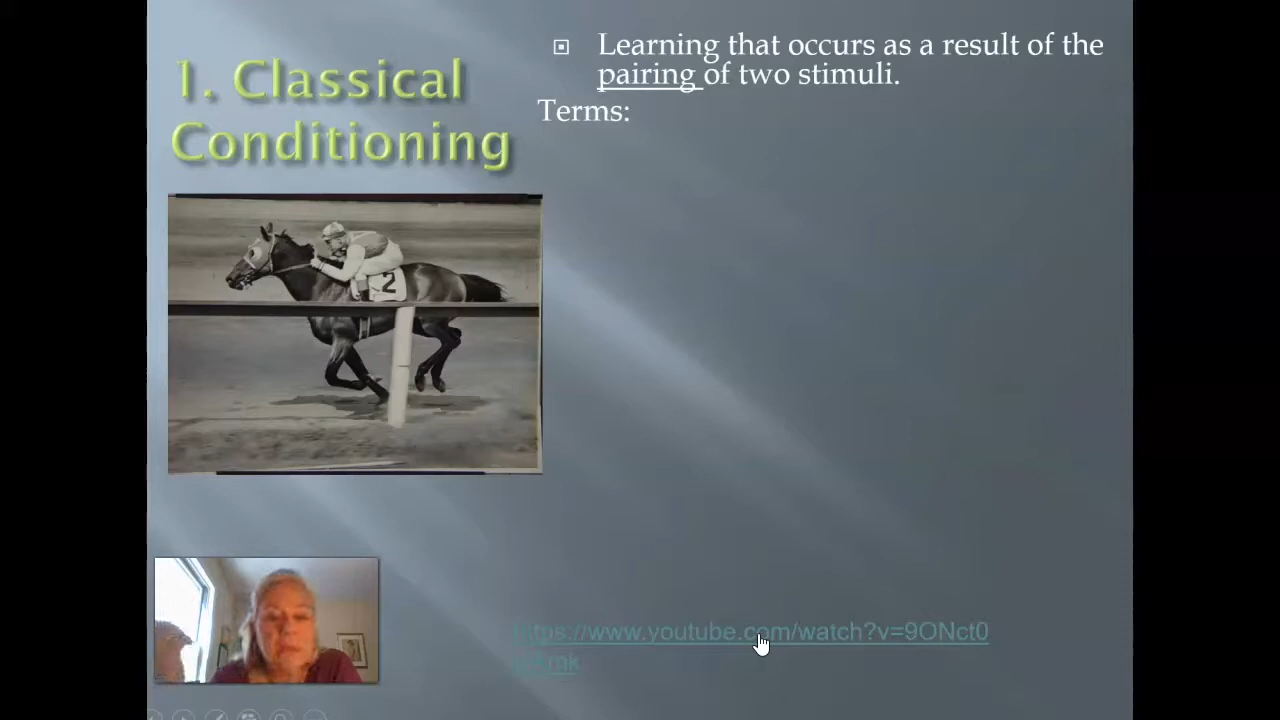 1. Classical
Conditioning
▣ Learning that occurs as a result of the
pairing of two stimuli.
Terms:
2
https://www.youtube.com/watch?v=9ONct0